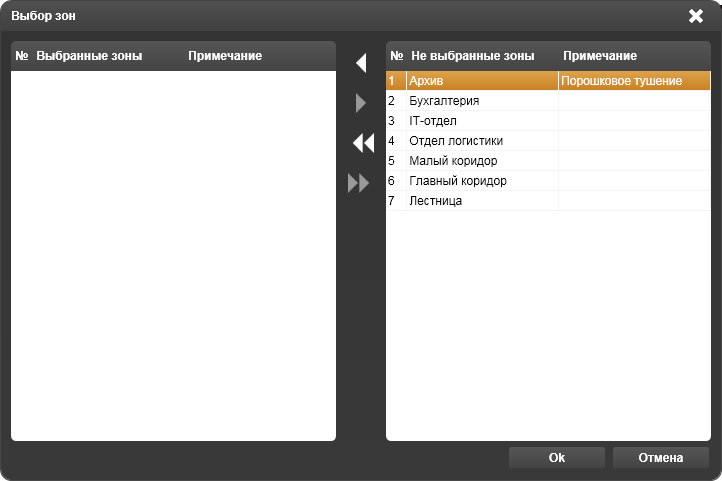 Выбор зон
№ Выбранные зоны Примечание
№ Не выбранные зоны Примечание
1 Архив Порошковое тушение
2 Бухгалтерия
3 IT-отдел
4 Отдел логистики
5 Малый коридор
6 Главный коридор
7 Лестница
Ok Отмена